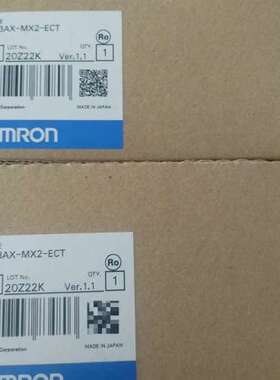 3AX-MX2-ECT
LOT No. QTY.
20Z22K Ver.1.1 1
Ro
Corporation MADE IN JAPAN
MRON
3AX-MX2-ECT
Ro
LOT No. QTY.
20Z22K Ver.1.1 1
Corporation MADE IN JAPAN
MRON